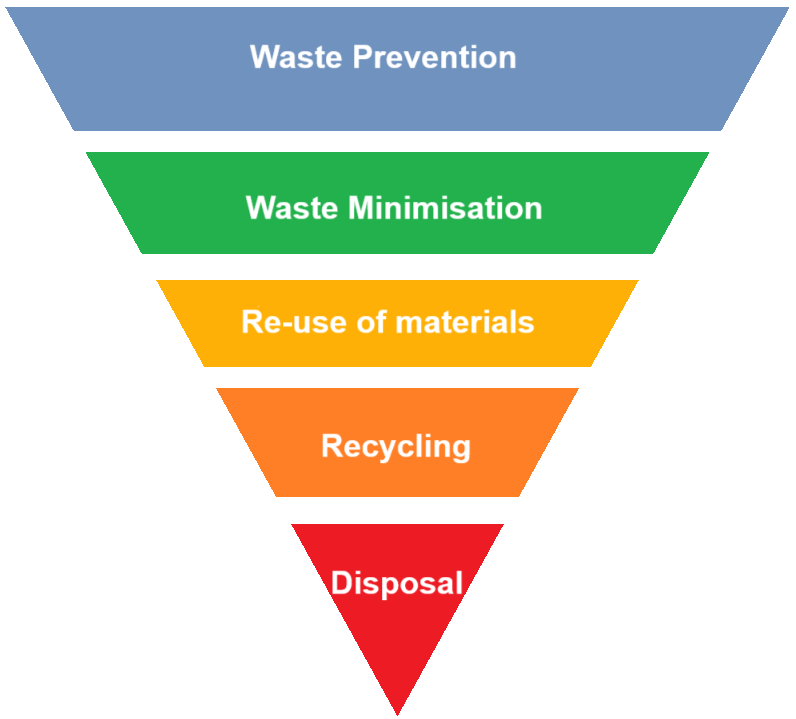 Waste Prevention
Waste Minimisation
Re-use of materials
Recycling
Disposal